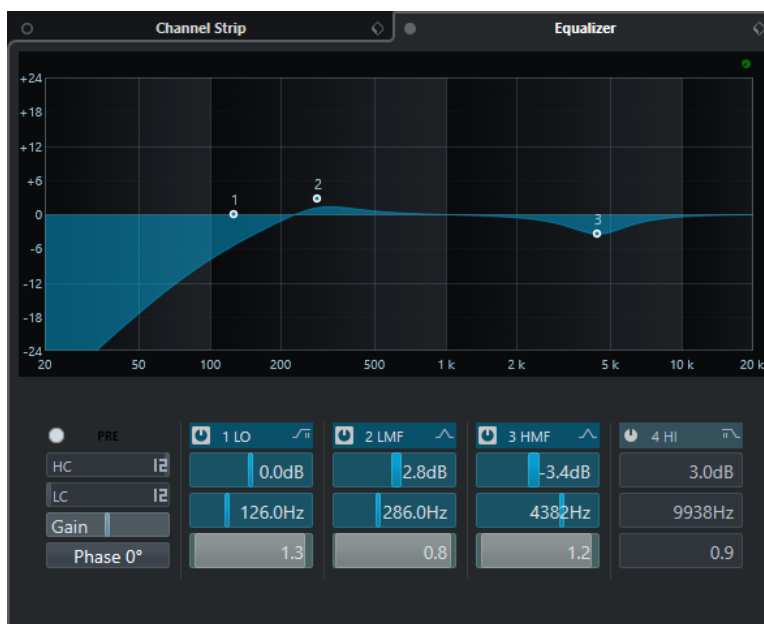 Channel Strip
Equalizer
+24
+18
+12
+6
0
-6
-12
-18
-24
1
2
3
20 50 100 200 500 1 k 2 k 5 k 10 k 20 k
PRE
1 LO
2 LMF
3 HMF
4 HI
HC 12
0.0dB
2.8dB
-3.4dB
3.0dB
LC 12
126.0Hz
286.0Hz
4382Hz
9938Hz
Gain
1.3
0.8
1.2
0.9
Phase 0°